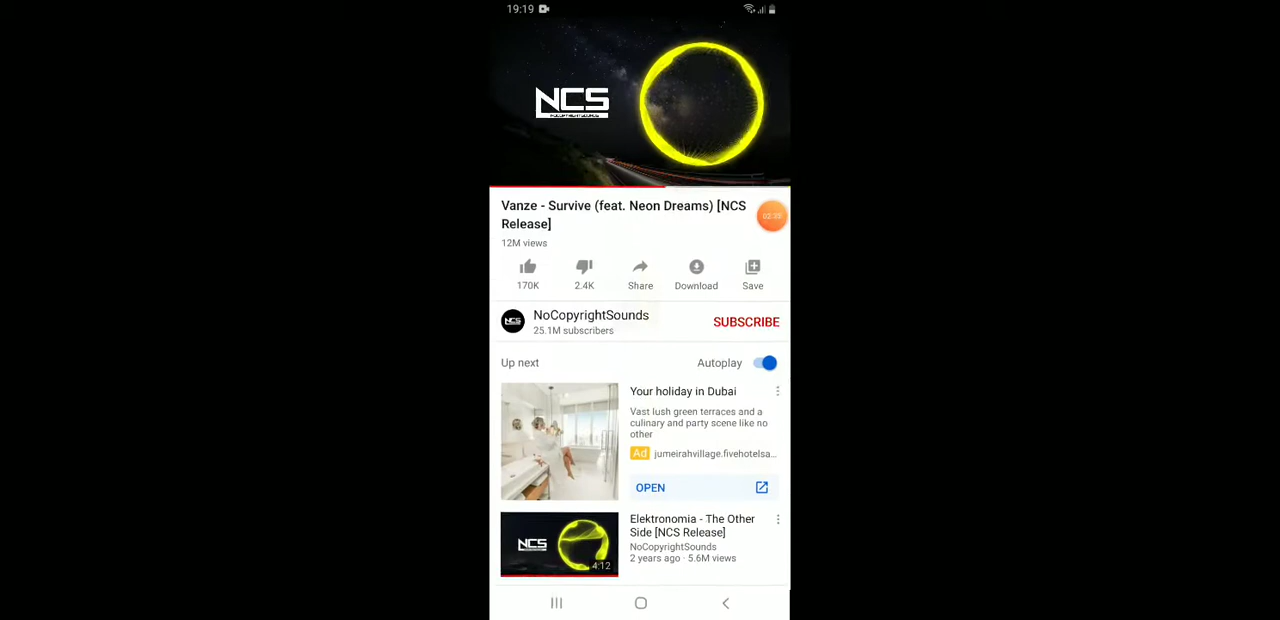 19:19
NCS
NOCOPYRIGHTSOUNDS
Vanze - Survive (feat. Neon Dreams) [NCS
Release]
12M views
170K
2.4K
Share
Download
Save
NCS
NoCopyrightSounds
25.1M subscribers
SUBSCRIBE
Up next
Autoplay
Your holiday in Dubai
Vast lush green terraces and a
culinary and party scene like no
other
Ad
jumeirahvillage.fivehotelsa...
OPEN
NCS
4:12
Elektronomia - The Other
Side [NCS Release]
NoCopyrightSounds
2 years ago · 5.6M views